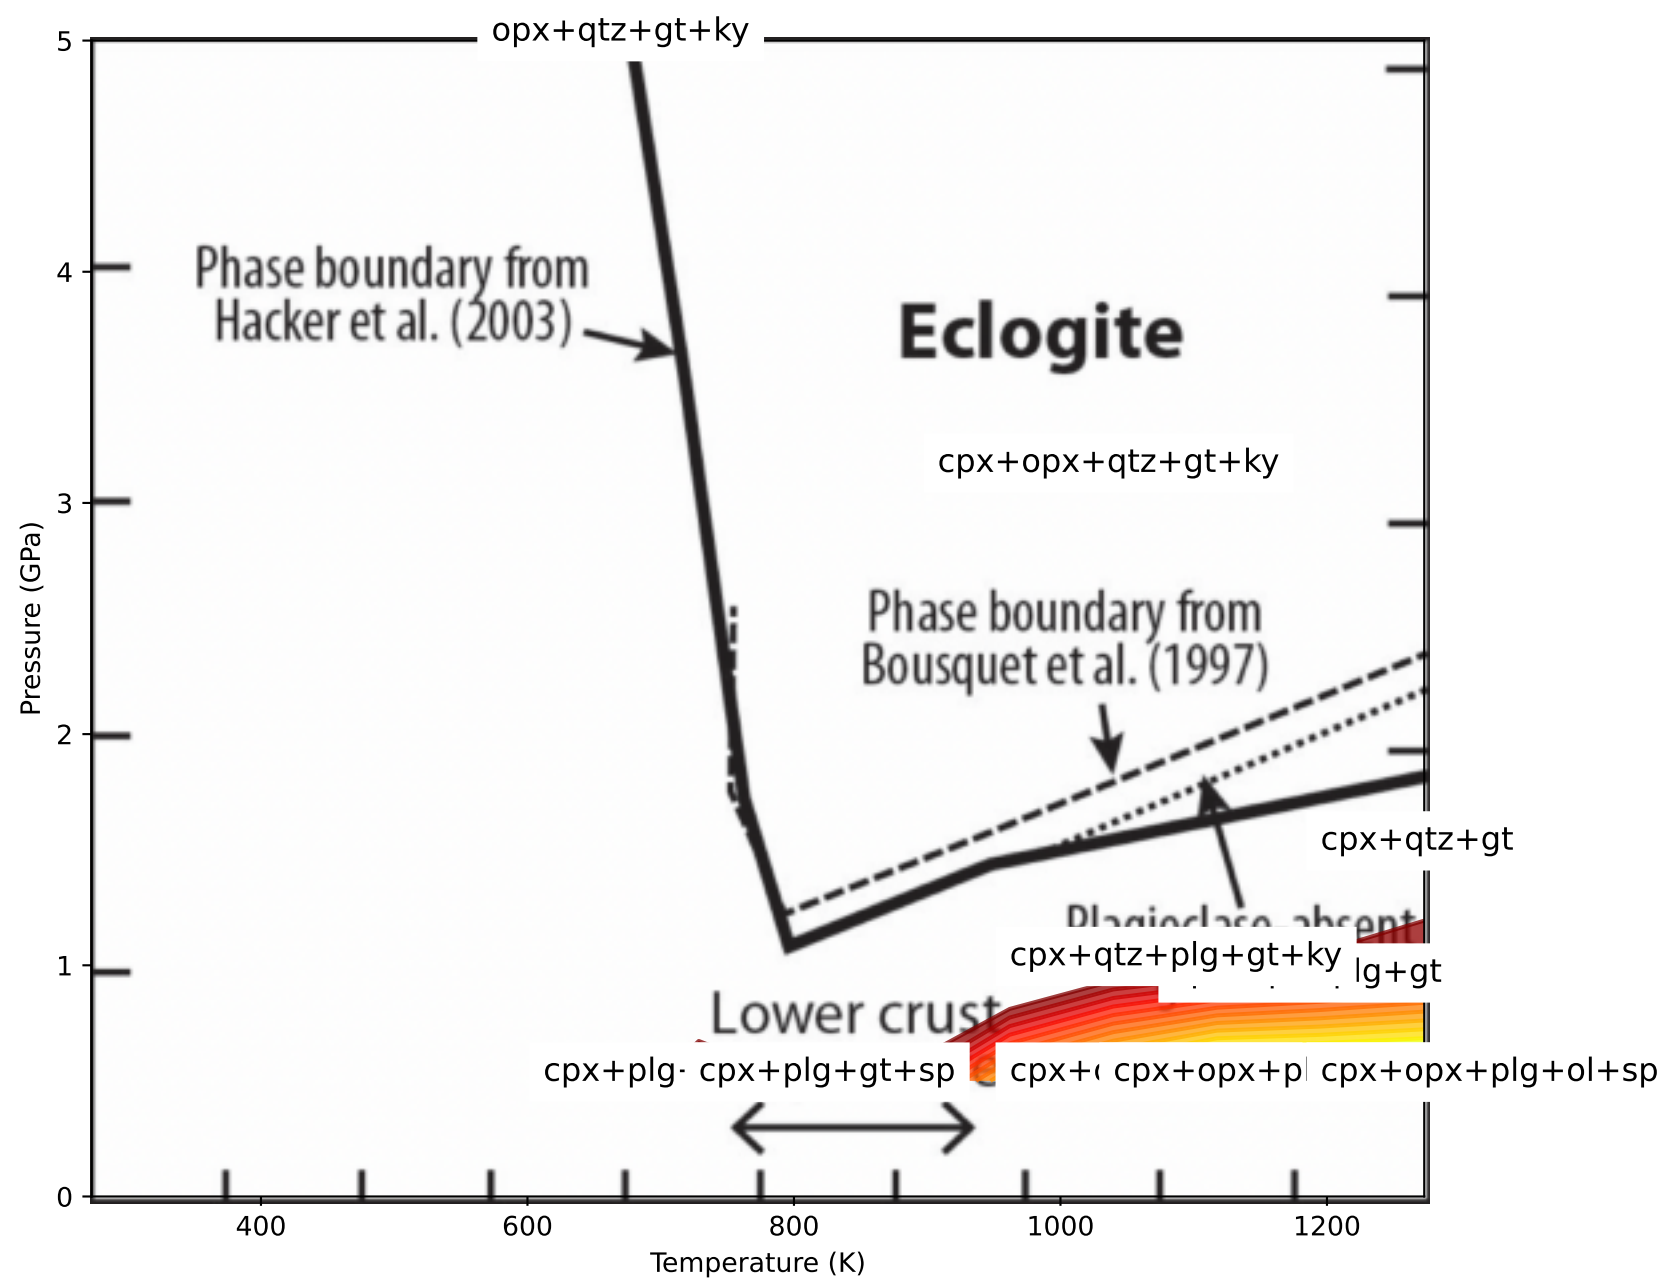 opx+qtz+gt+ky
5
4
3
2
1
0
Pressure (GPa)
Phase boundary from
Hacker et al. (2003)
Eclogite
cpx+opx+qtz+gt+ky
Phase boundary from
Bousquet et al. (1997)
cpx+qtz+gt
Plagioclase-absent
cpx+qtz+plg+gt+ky
lg+gt
Lower crust
cpx+plg-
cpx+plg+gt+sp
cpx+
cpx+opx+pl
cpx+opx+plg+ol+sp
400
600
800
1000
1200
Temperature (K)